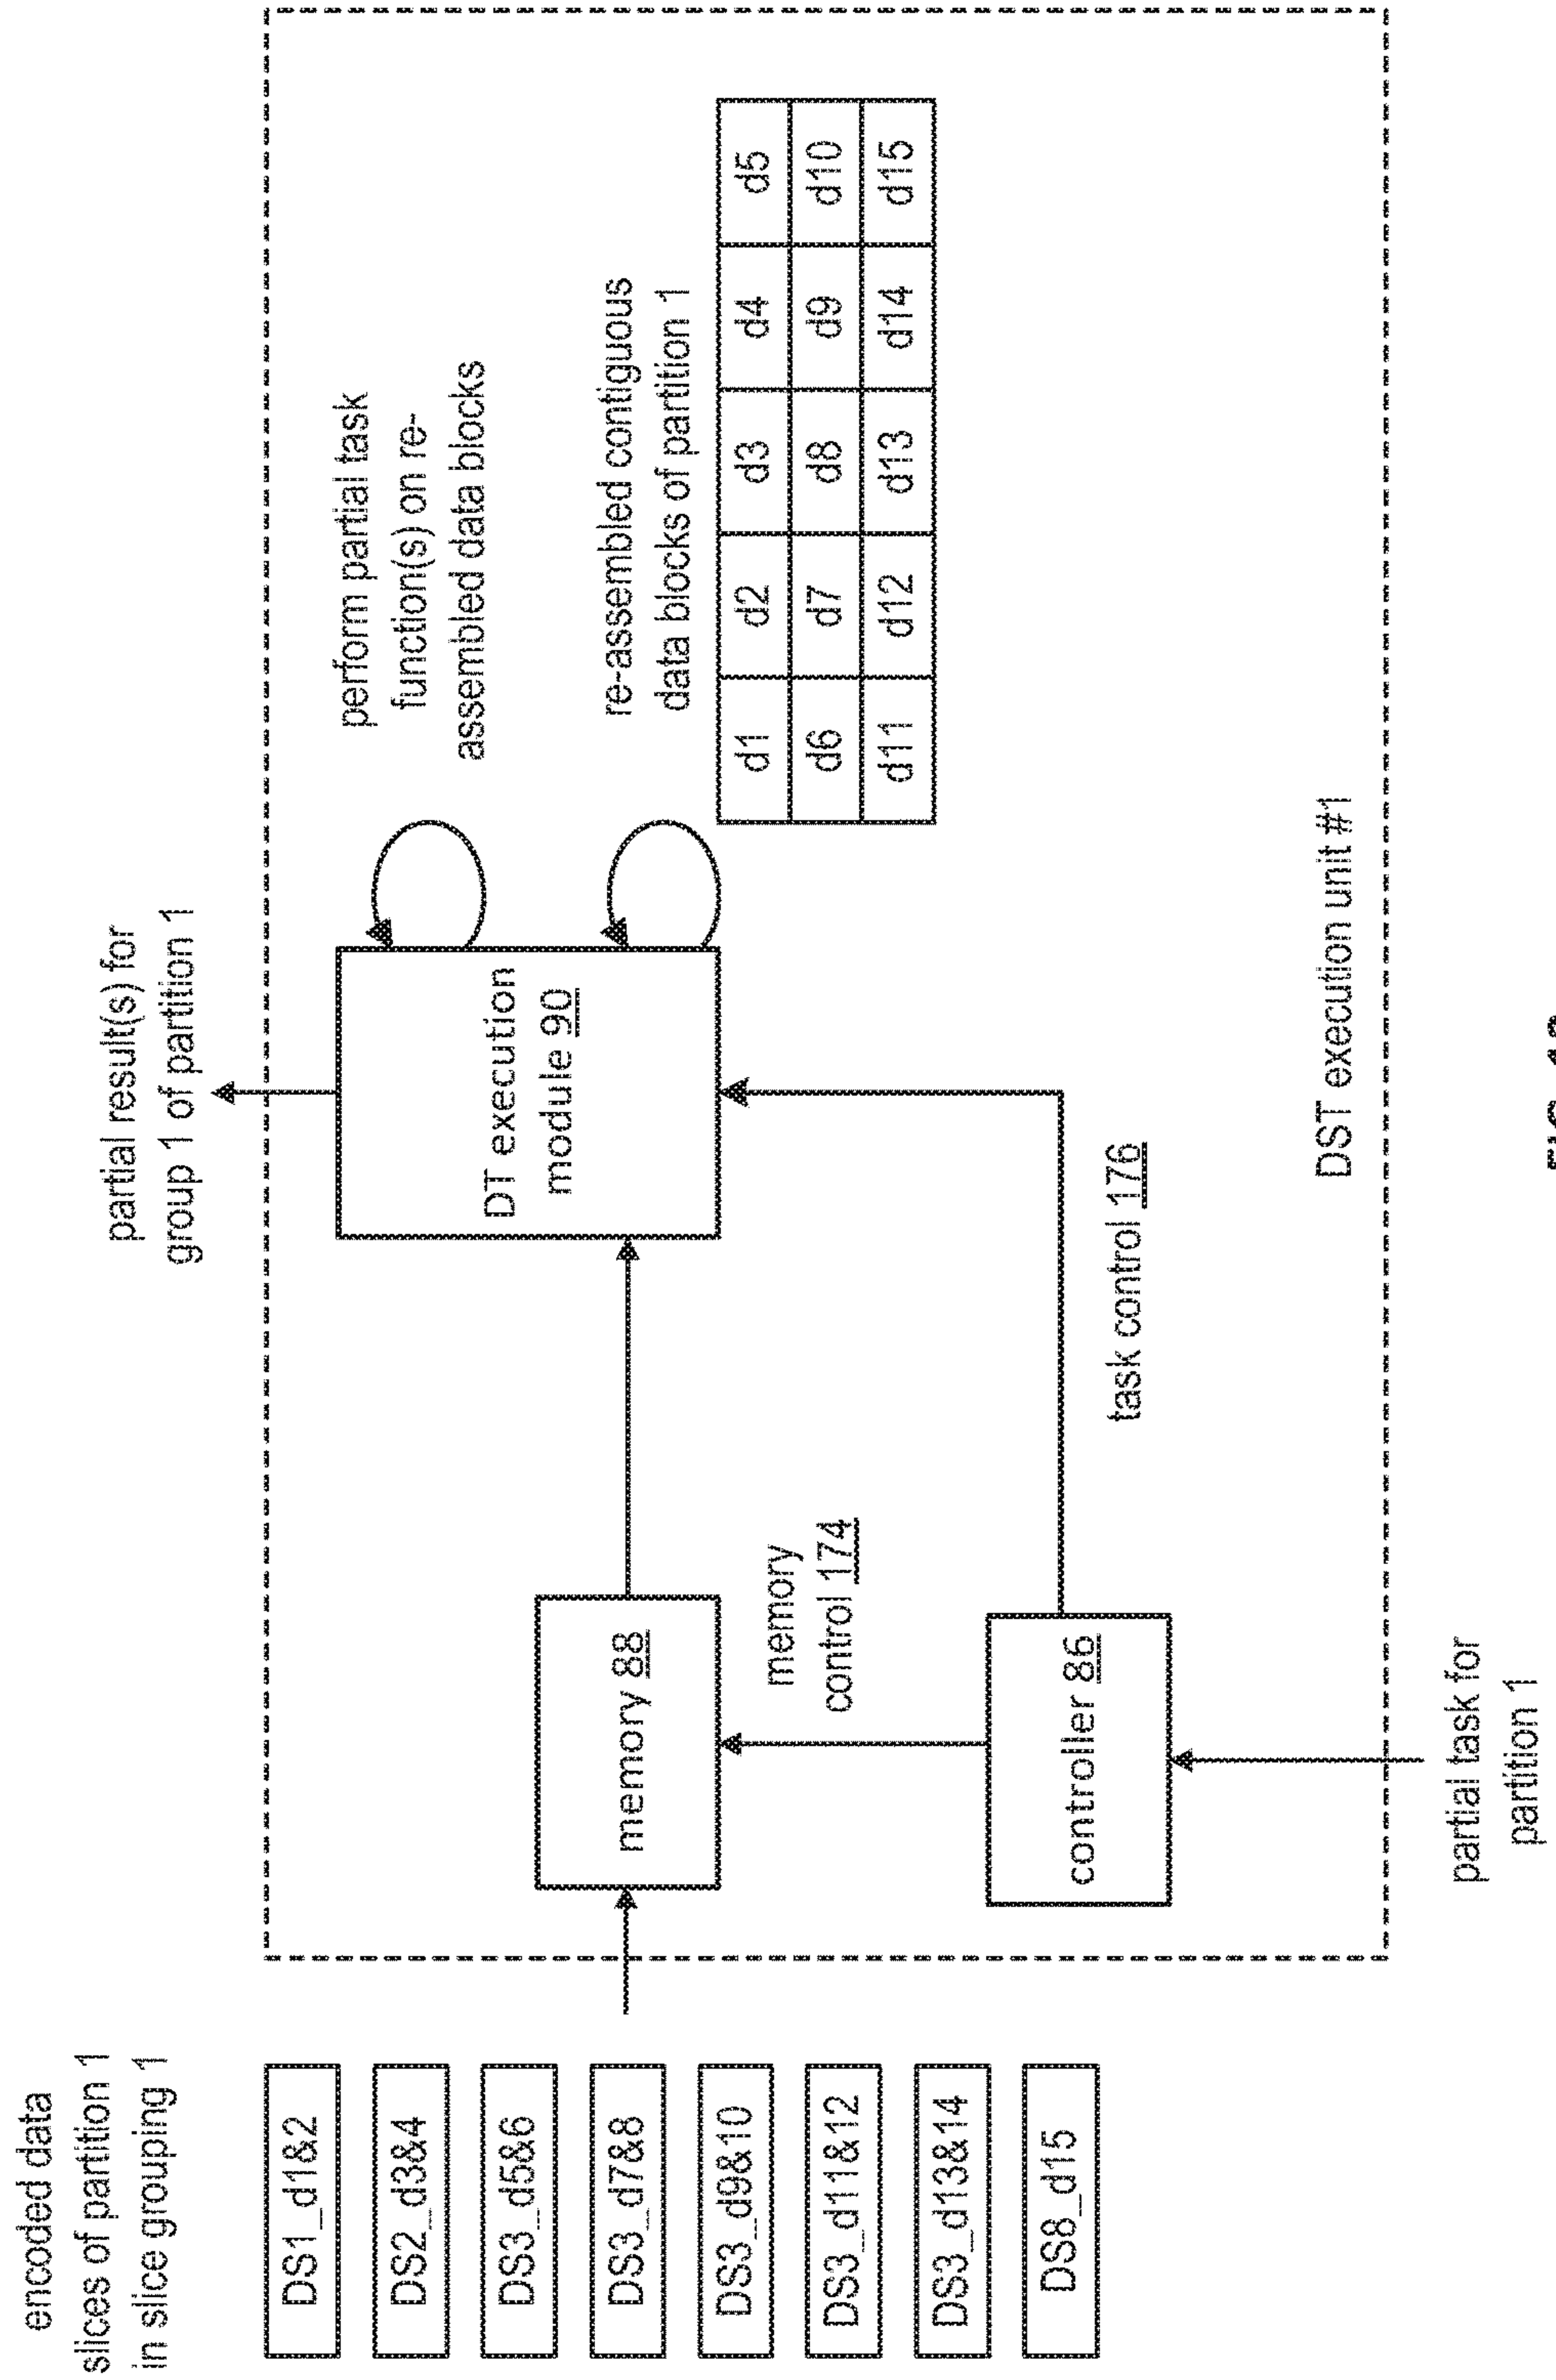 encoded data
slices of partition 1
in slice grouping 1
DS1_d1&2
DS2_d3&4
DS3_d5&6
DS3_d7&8
DS3_d9&10
DS3_d11&12
DS3_d13&14
DS8_d15
partial result(s) for
group 1 of partition 1
DT execution
module 90
perform partial task
function(s) on re-
assembled data blocks
re-assembled contiguous
data blocks of partition 1
d1 d2 d3 d4 d5
d6 d7 d8 d9 d10
d11 d12 d13 d14 d15
memory 88
memory
control 174
controller 86
task control 176
DST execution unit #1
partial task for
partition 1